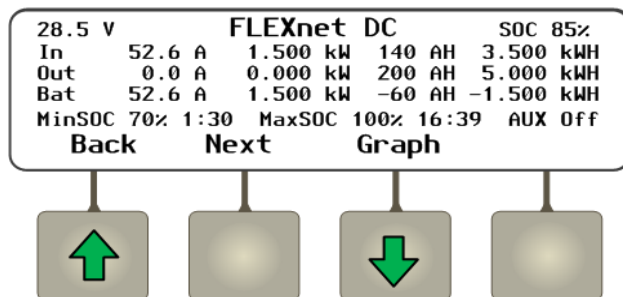 28.5 V FLEXnet DC SOC 85%
In 52.6 A 1.500 kW 140 AH 3.500 kWH
Out 0.0 A 0.000 kW 200 AH 5.000 kWH
Bat 52.6 A 1.500 kW -60 AH -1.500 kWH
MinSOC 70% 1:30 MaxSOC 100% 16:39 AUX Off
Back Next Graph